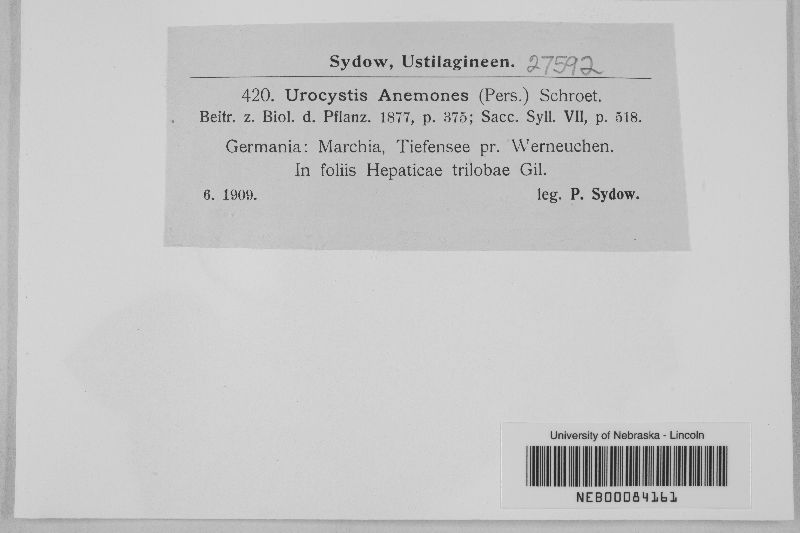 Sydow, Ustilagineen. 27592
420. Urocystis Anemones (Pers.) Schroet.
Beitr. z. Biol. d. Pflanz. 1877, p. 375; Sacc. Syll. VII, p. 518.
Germania: Marchia, Tiefensee pr. Werneuchen.
In foliis Hepaticae trilobae Gil.
6. 1909. leg. P. Sydow.
University of Nebraska - Lincoln
NEB00084161